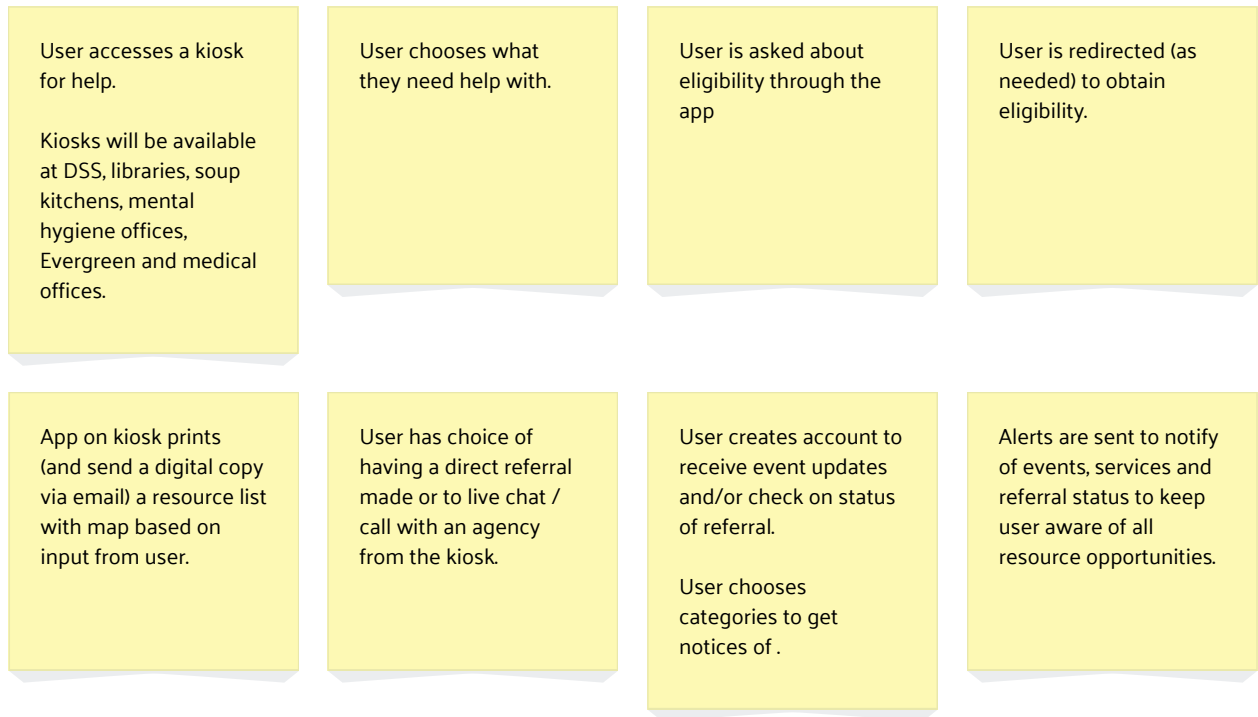 User accesses a kiosk
for help.
Kiosks will be available
at DSS, libraries, soup
kitchens, mental
hygiene offices,
Evergreen and medical
offices.
User chooses what
they need help with.
User is asked about
eligibility through the
app
User is redirected (as
needed) to obtain
eligibility.
App on kiosk prints
(and send a digital copy
via email) a resource list
with map based on
input from user.
User has choice of
having a direct referral
made or to live chat /
call with an agency
from the kiosk.
User creates account to
receive event updates
and/or check on status
of referral.
User chooses
categories to get
notices of .
Alerts are sent to notify
of events, services and
referral status to keep
user aware of all
resource opportunities.